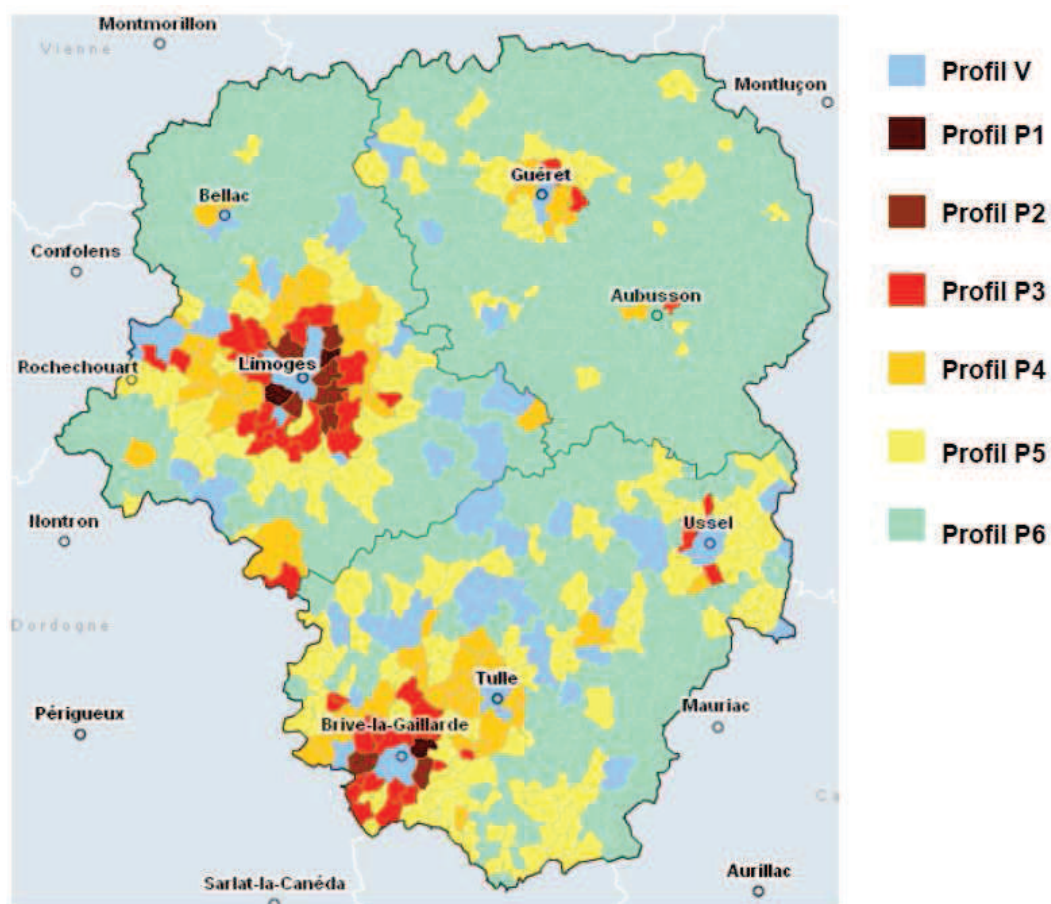 Montmorillon
Vienne
Montluçon
Guéret
Bellac
Confolens
Aubusson
Rochechouart
Limoges
Nontron
Ussel
Dordogne
Tulle
Périgueux
Mauriac
Brive-la-Gaillarde
Ca
Sarlat-la-Canéda
Aurillac
Profil V
Profil P1
Profil P2
Profil P3
Profil P4
Profil P5
Profil P6